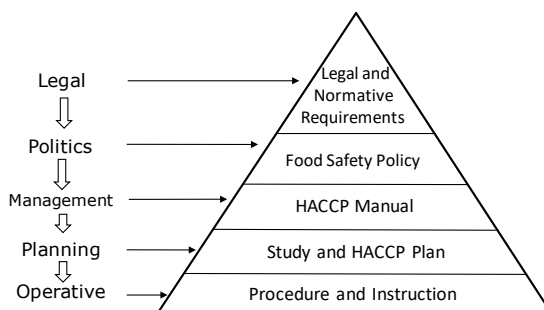 Legal
Legal and
Normative
Requirements
Politics
Food Safety Policy
Management
HACCP Manual
Planning
Study and HACCP Plan
Operative
Procedure and Instruction